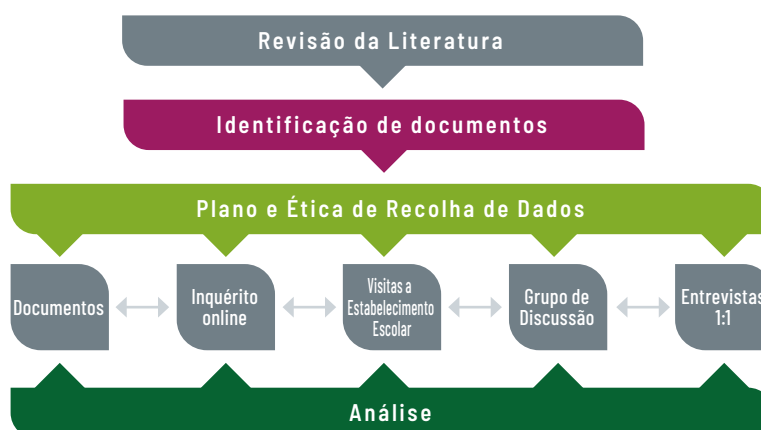 Revisão da Literatura
Identificação de documentos
Plano e Ética de Recolha de Dados
Documentos
Inquérito
online
Visitas a
Estabelecimento
Escolar
Grupo de
Discussão
Entrevistas
1:1
Análise